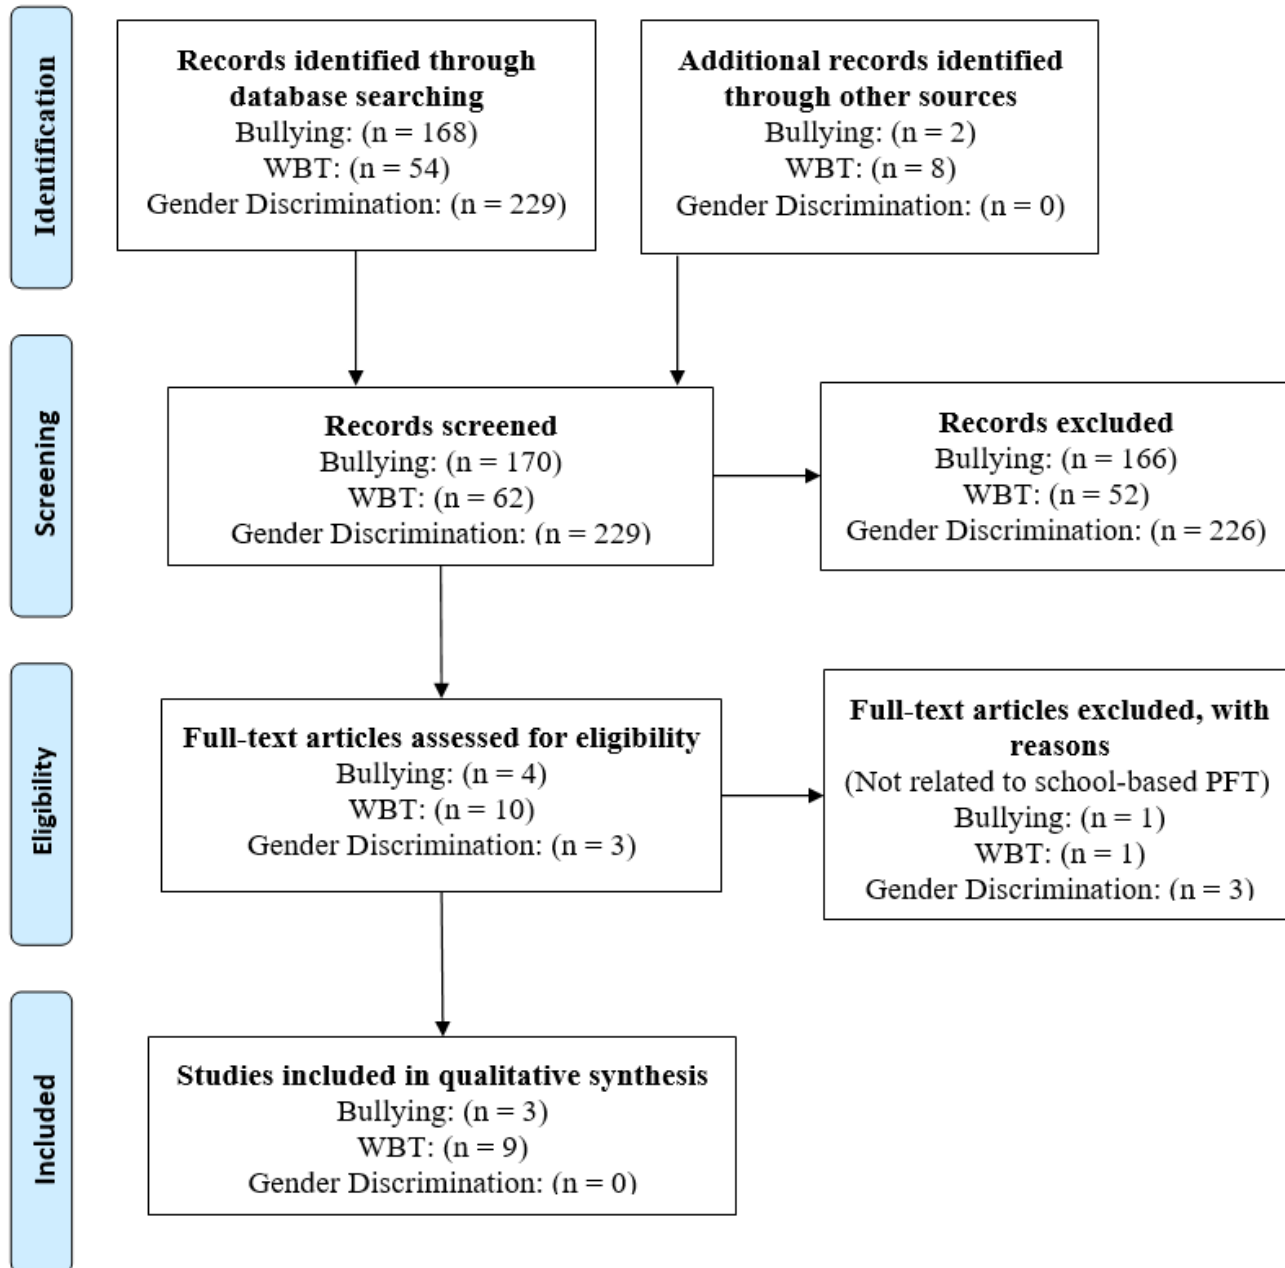 Identification
Records identified through
database searching
Bullying: (n = 168)
WBT: (n = 54)
Gender Discrimination: (n = 229)
Additional records identified
through other sources
Bullying: (n = 2)
WBT: (n = 8)
Gender Discrimination: (n = 0)
Screening
Records screened
Bullying: (n = 170)
WBT: (n = 62)
Gender Discrimination: (n = 229)
Records excluded
Bullying: (n = 166)
WBT: (n = 52)
Gender Discrimination: (n = 226)
Eligibility
Full-text articles assessed for eligibility
Bullying: (n = 4)
WBT: (n = 10)
Gender Discrimination: (n = 3)
Full-text articles excluded, with
reasons
(Not related to school-based PFT)
Bullying: (n = 1)
WBT: (n = 1)
Gender Discrimination: (n = 3)
Included
Studies included in qualitative synthesis
Bullying: (n = 3)
WBT: (n = 9)
Gender Discrimination: (n = 0)